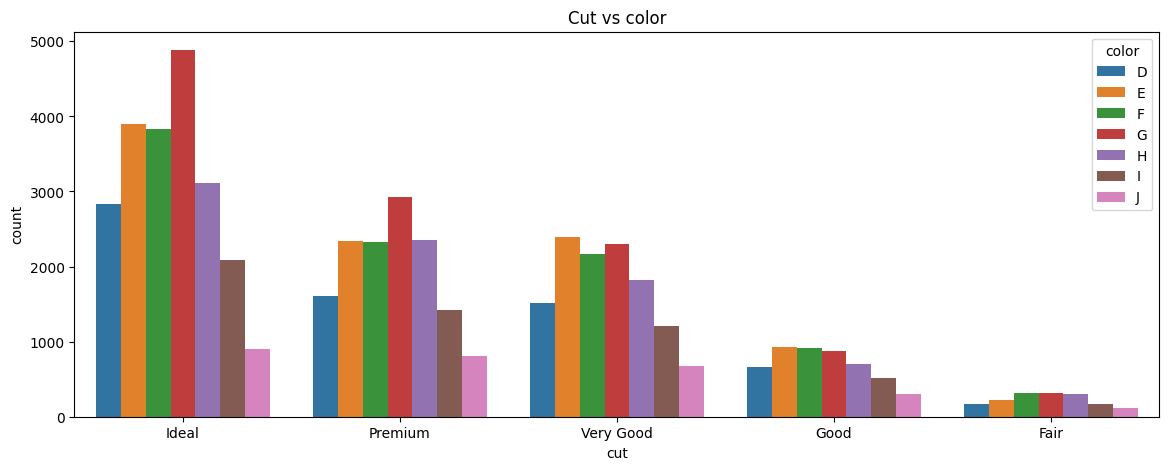 Cut vs color
5000
4000
3000
2000
1000
0
count
color
D
E
F
G
H
I
J
Ideal
Premium
Very Good
Good
Fair
cut